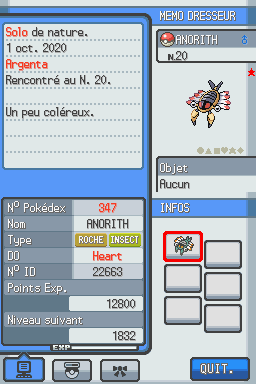 MEMO DRESSEUR
Solo de nature.
1 oct. 2020
Argenta
Rencontré au N. 20.
Un peu coléreux.
ANORITH ♂
N.20
Objet
Aucun
INFOS
N° Pokédex 347
Nom ANORITH
Type ROCHE INSECT
DO Heart
N° ID 22663
Points Exp.
12800
Niveau suivant
1832
EXP
QUIT.